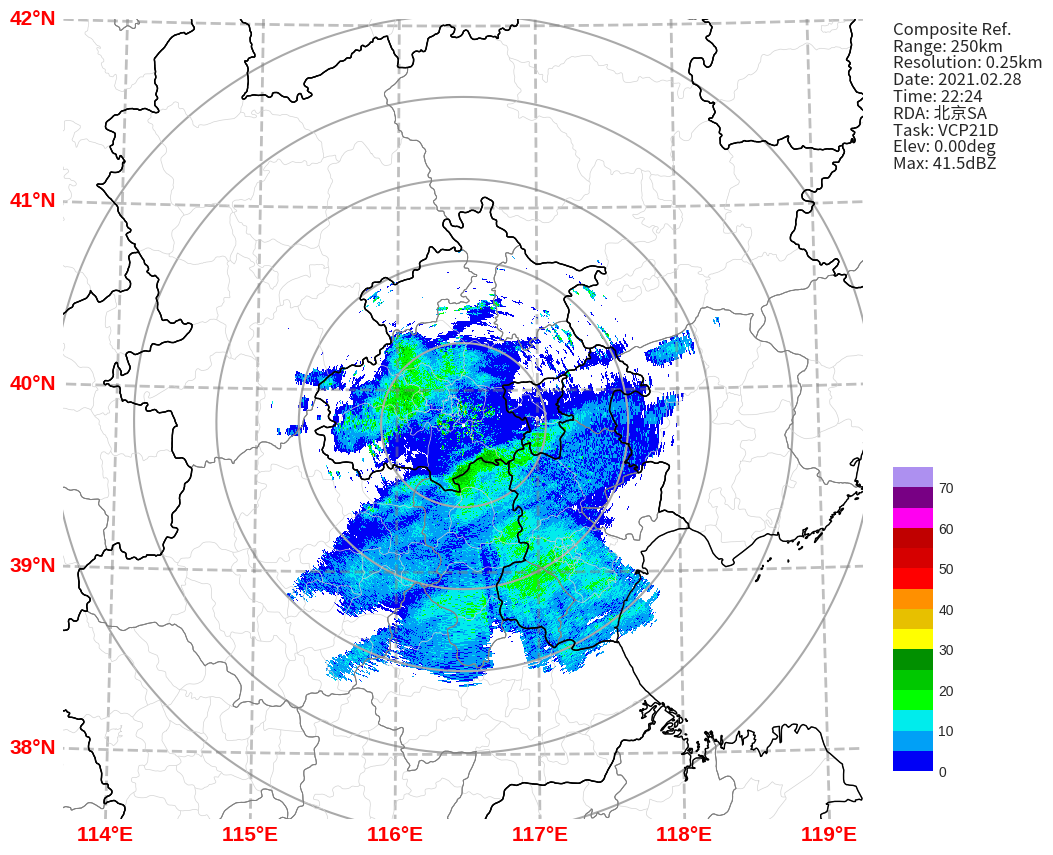 42°N
41°N
40°N
39°N
38°N
114°E
115°E
116°E
117°E
118°E
119°E
Composite Ref.
Range: 250km
Resolution: 0.25km
Date: 2021.02.28
Time: 22:24
RDA: 北京SA
Task: VCP21D
Elev: 0.00deg
Max: 41.5dBZ
70
60
50
40
30
20
10
0